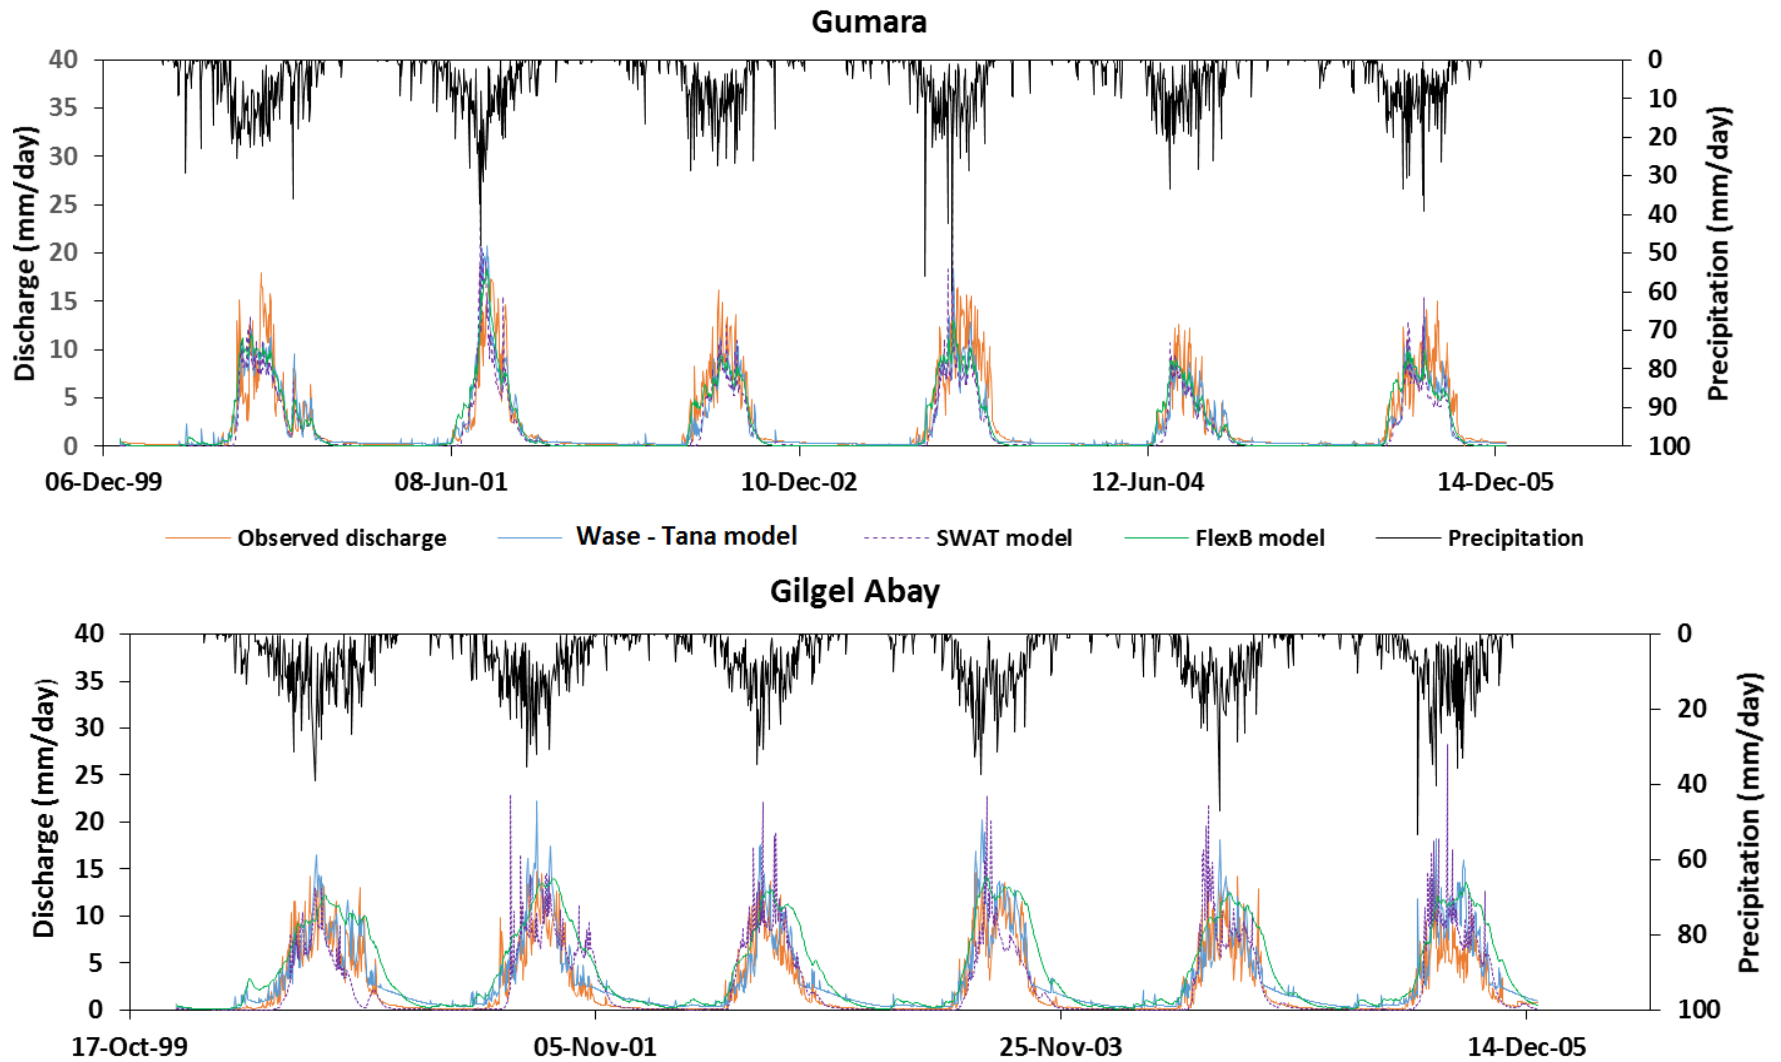 Gumara
40 0
35 10
30 20
25 30
40
20 50
15 60
70
10 80
5 90
0 100
Discharge (mm/day)
Precipitation (mm/day)
06-Dec-99 08-Jun-01 10-Dec-02 12-Jun-04 14-Dec-05
Observed discharge Wase - Tana model SWAT model FlexB model Precipitation
Gilgel Abay
40 0
35
30 20
25
40
20
15 60
10 80
5
0 100
Discharge (mm/day)
Precipitation (mm/day)
17-Oct-99 05-Nov-01 25-Nov-03 14-Dec-05